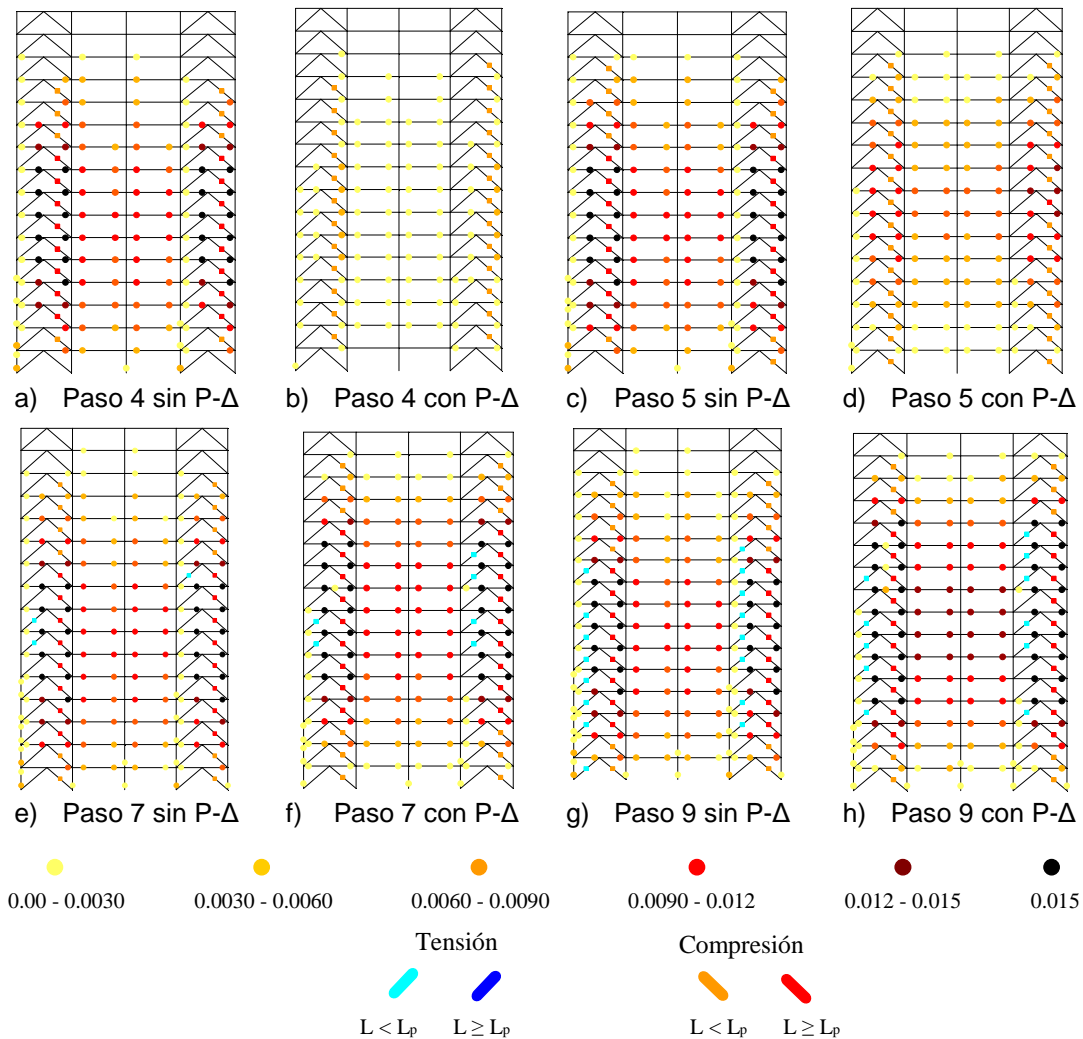 a) Paso 4 sin P-Δ
b) Paso 4 con P-Δ
c) Paso 5 sin P-Δ
d) Paso 5 con P-Δ
e) Paso 7 sin P-Δ
f) Paso 7 con P-Δ
g) Paso 9 sin P-Δ
h) Paso 9 con P-Δ
0.00 - 0.0030
0.0030 - 0.0060
0.0060 - 0.0090
0.0090 - 0.012
0.012 - 0.015
0.015
Tensión
Compresión
L < Lp
L ≥ Lp
L < Lp
L ≥ Lp